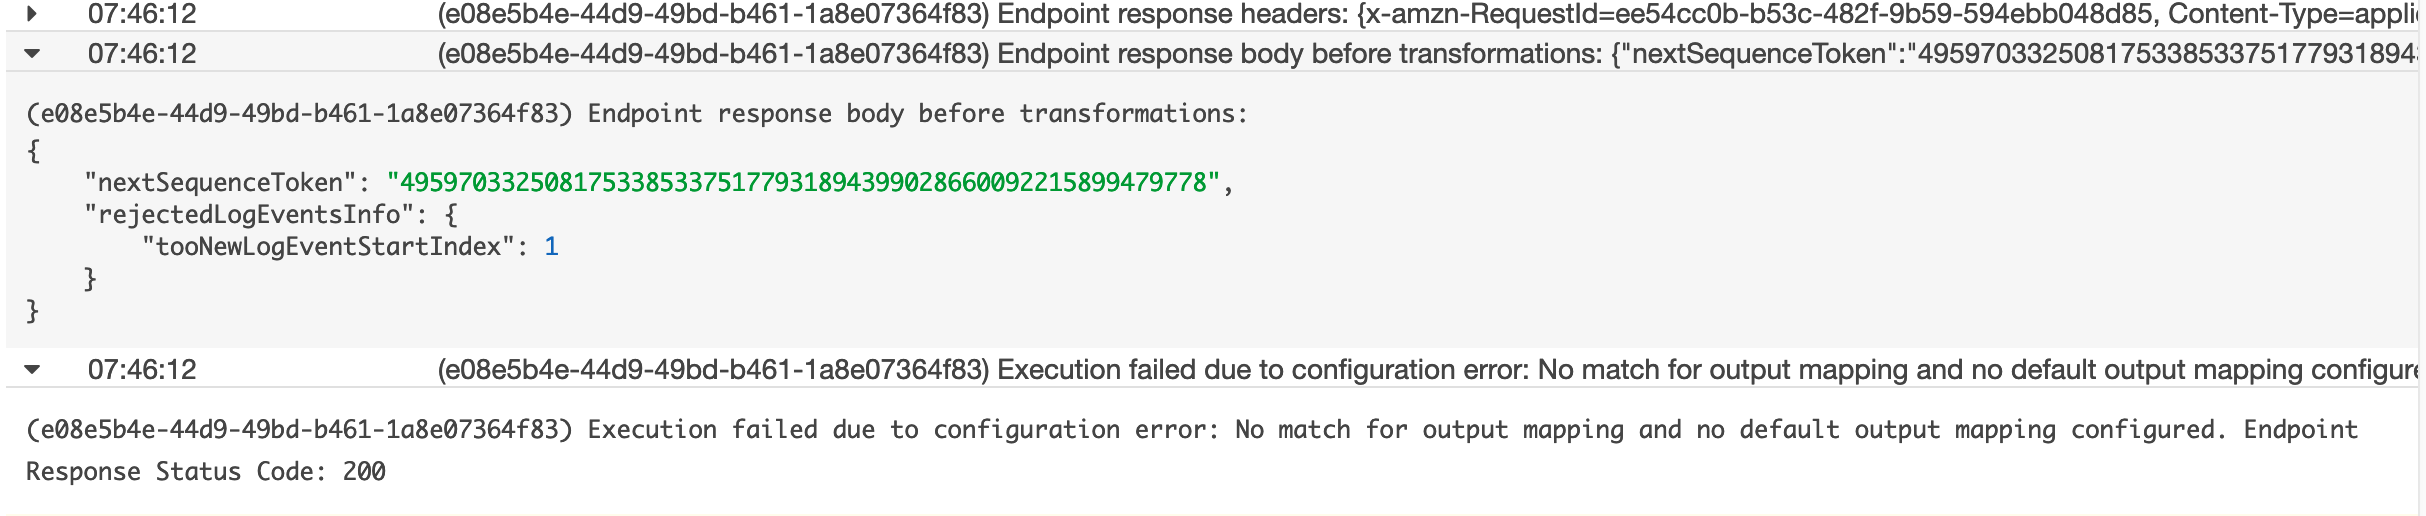 07:46:12 (e08e5b4e-44d9-49bd-b461-1a8e07364f83) Endpoint response headers: {x-amzn-RequestId=ee54cc0b-b53c-482f-9b59-594ebb048d85, Content-Type=appli
07:46:12 (e08e5b4e-44d9-49bd-b461-1a8e07364f83) Endpoint response body before transformations: {"nextSequenceToken":"495970332508175338533751779318943
(e08e5b4e-44d9-49bd-b461-1a8e07364f83) Endpoint response body before transformations:
{
    "nextSequenceToken": "49597033250817533853375177931894399028660092215899479778",
    "rejectedLogEventsInfo": {
        "tooNewLogEventStartIndex": 1
    }
}
07:46:12 (e08e5b4e-44d9-49bd-b461-1a8e07364f83) Execution failed due to configuration error: No match for output mapping and no default output mapping configure
(e08e5b4e-44d9-49bd-b461-1a8e07364f83) Execution failed due to configuration error: No match for output mapping and no default output mapping configured. Endpoint
Response Status Code: 200